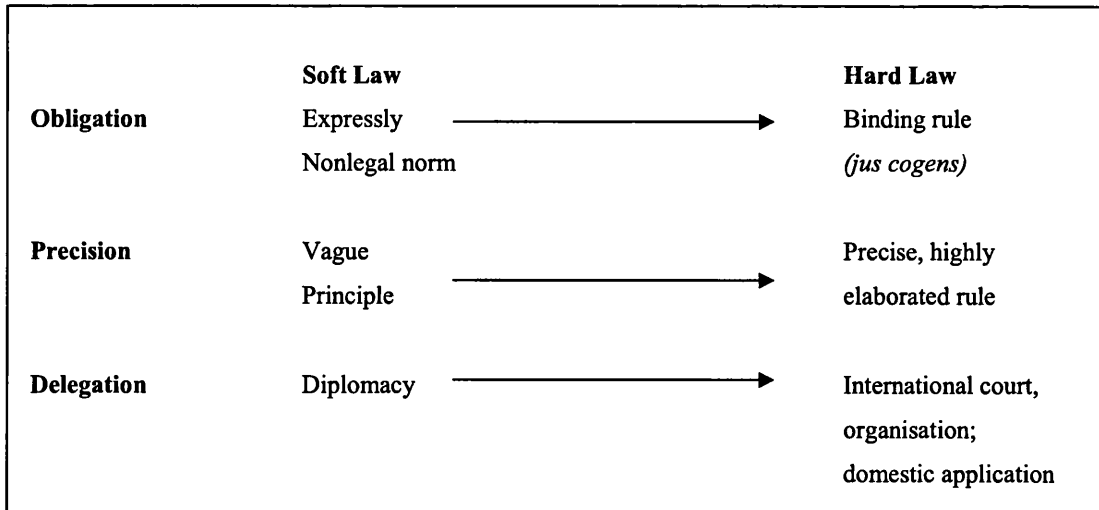 Soft Law Hard Law
Obligation Expressly Binding rule
Nonlegal norm (jus cogens)
Precision Vague Precise, highly
Principle elaborated rule
Delegation Diplomacy International court,
organisation;
domestic application